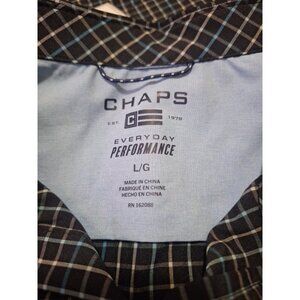 CHAPS
EST. C 1978
EVERYDAY
PERFORMANCE
L/G
MADE IN CHINA
FABRIQUÉ EN CHINE
HECHO EN CHINA
RN 162088